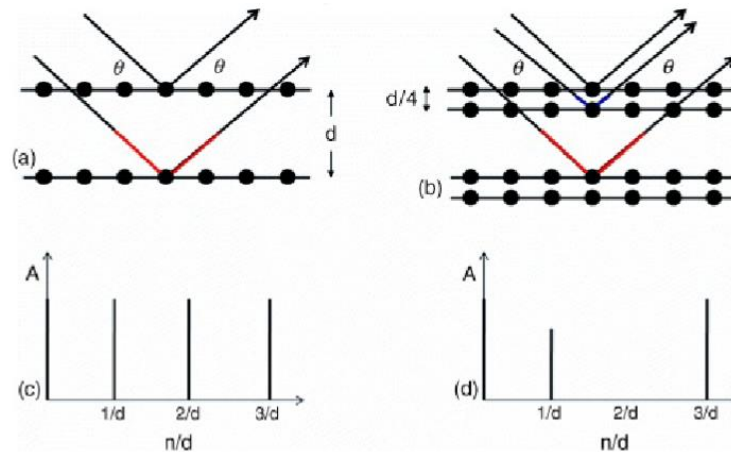 θ θ
d
(a)
θ θ
d/4
(b)
A
(c)
1/d 2/d 3/d
n/d
A
(d)
1/d 2/d 3/d
n/d